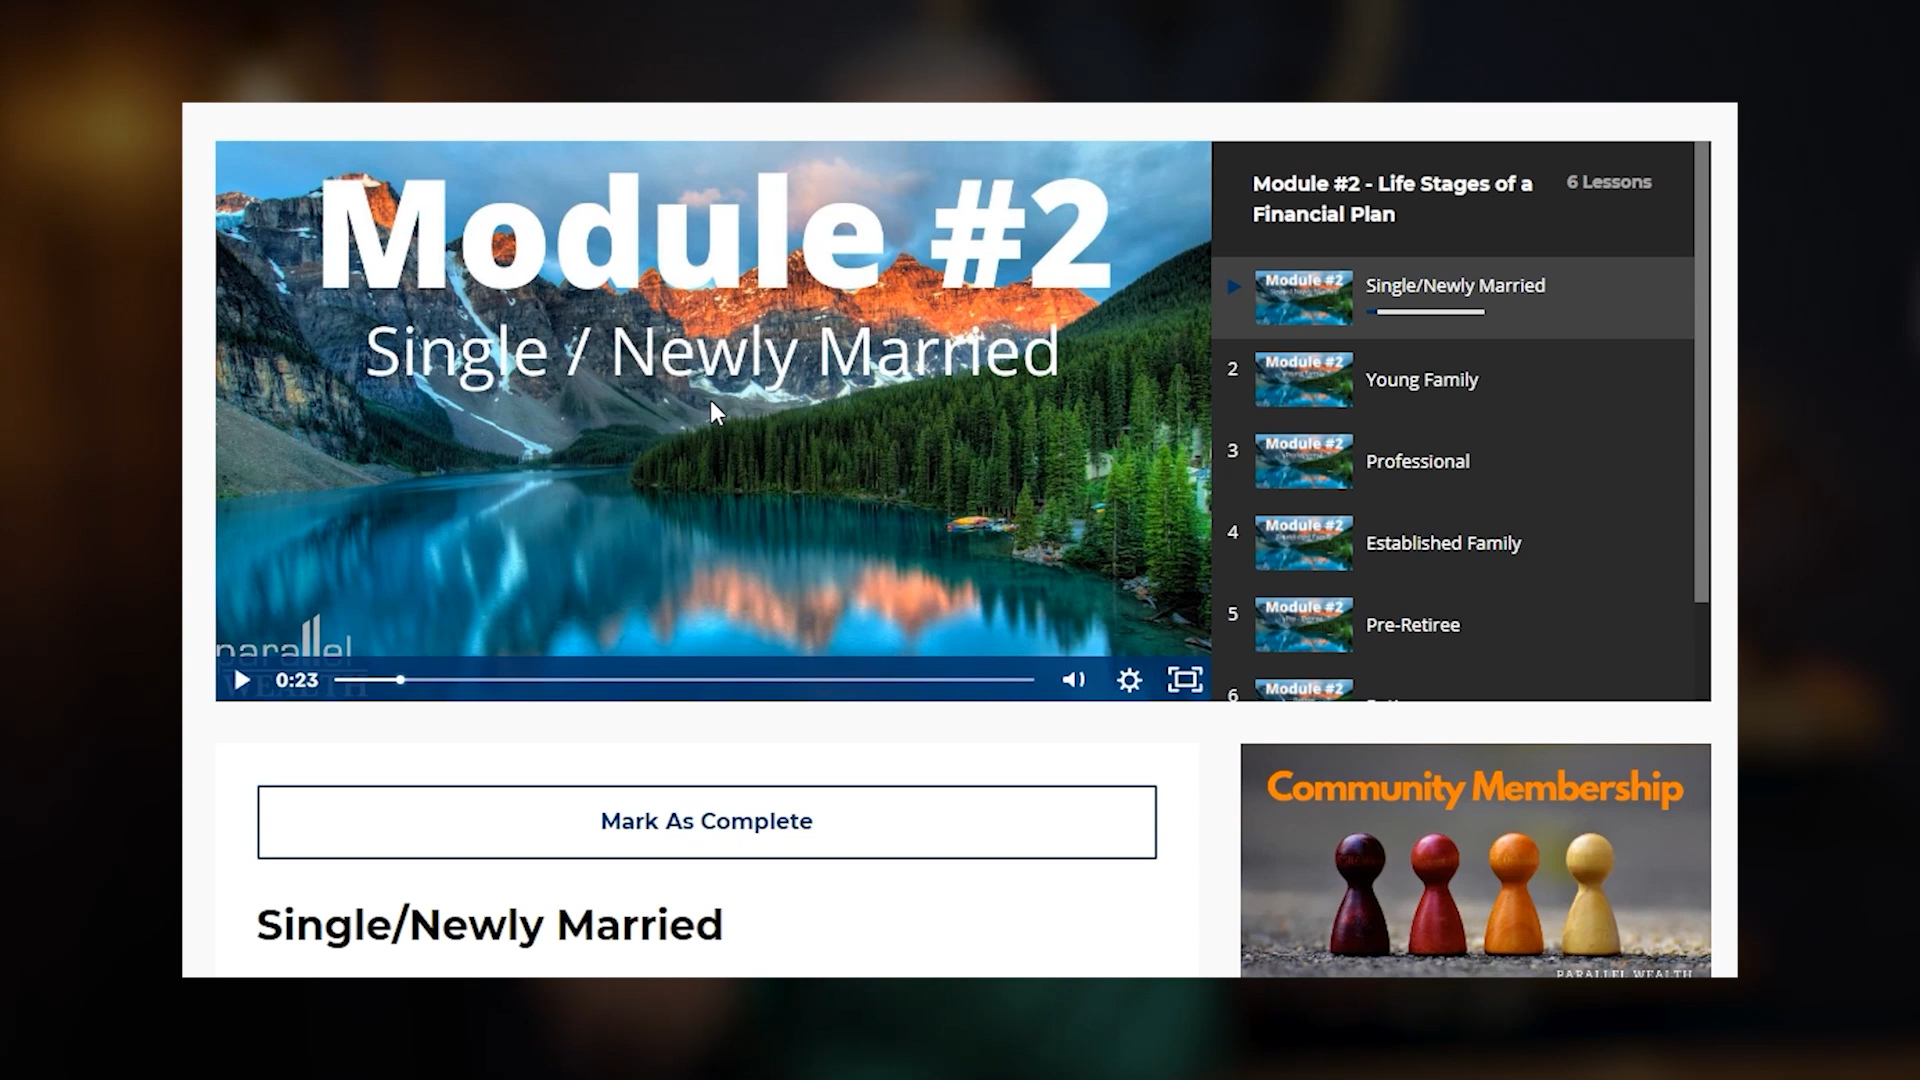 Module #2
Single / Newly Married
parallel
WEALTH
0:23
Module #2 - Life Stages of a
Financial Plan
6 Lessons
Module #2
Single/Newly Married
2
Module #2
Young Family
3
Module #2
Professional
4
Module #2
Established Family
5
Module #2
Pre-Retiree
6
Module #2
Mark As Complete
Single/Newly Married
Community Membership
PARALLEL WEALTH